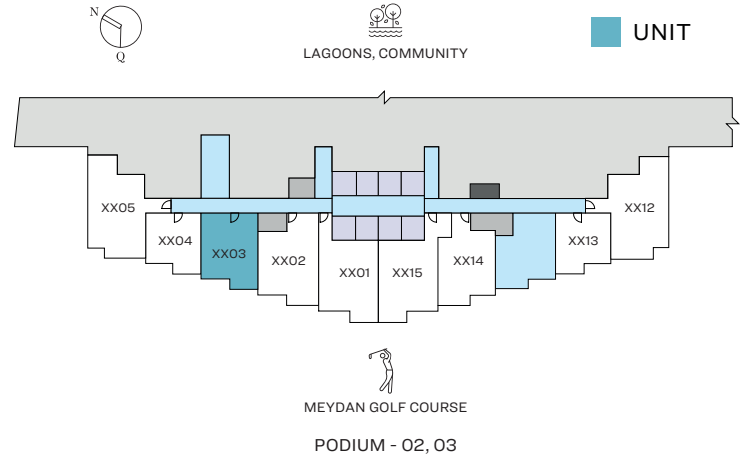 N
Q
LAGOONS, COMMUNITY
UNIT
XX05
XX04
XX03
XX02
XX01
XX15
XX14
XX13
XX12
MEYDAN GOLF COURSE
PODIUM - 02, 03